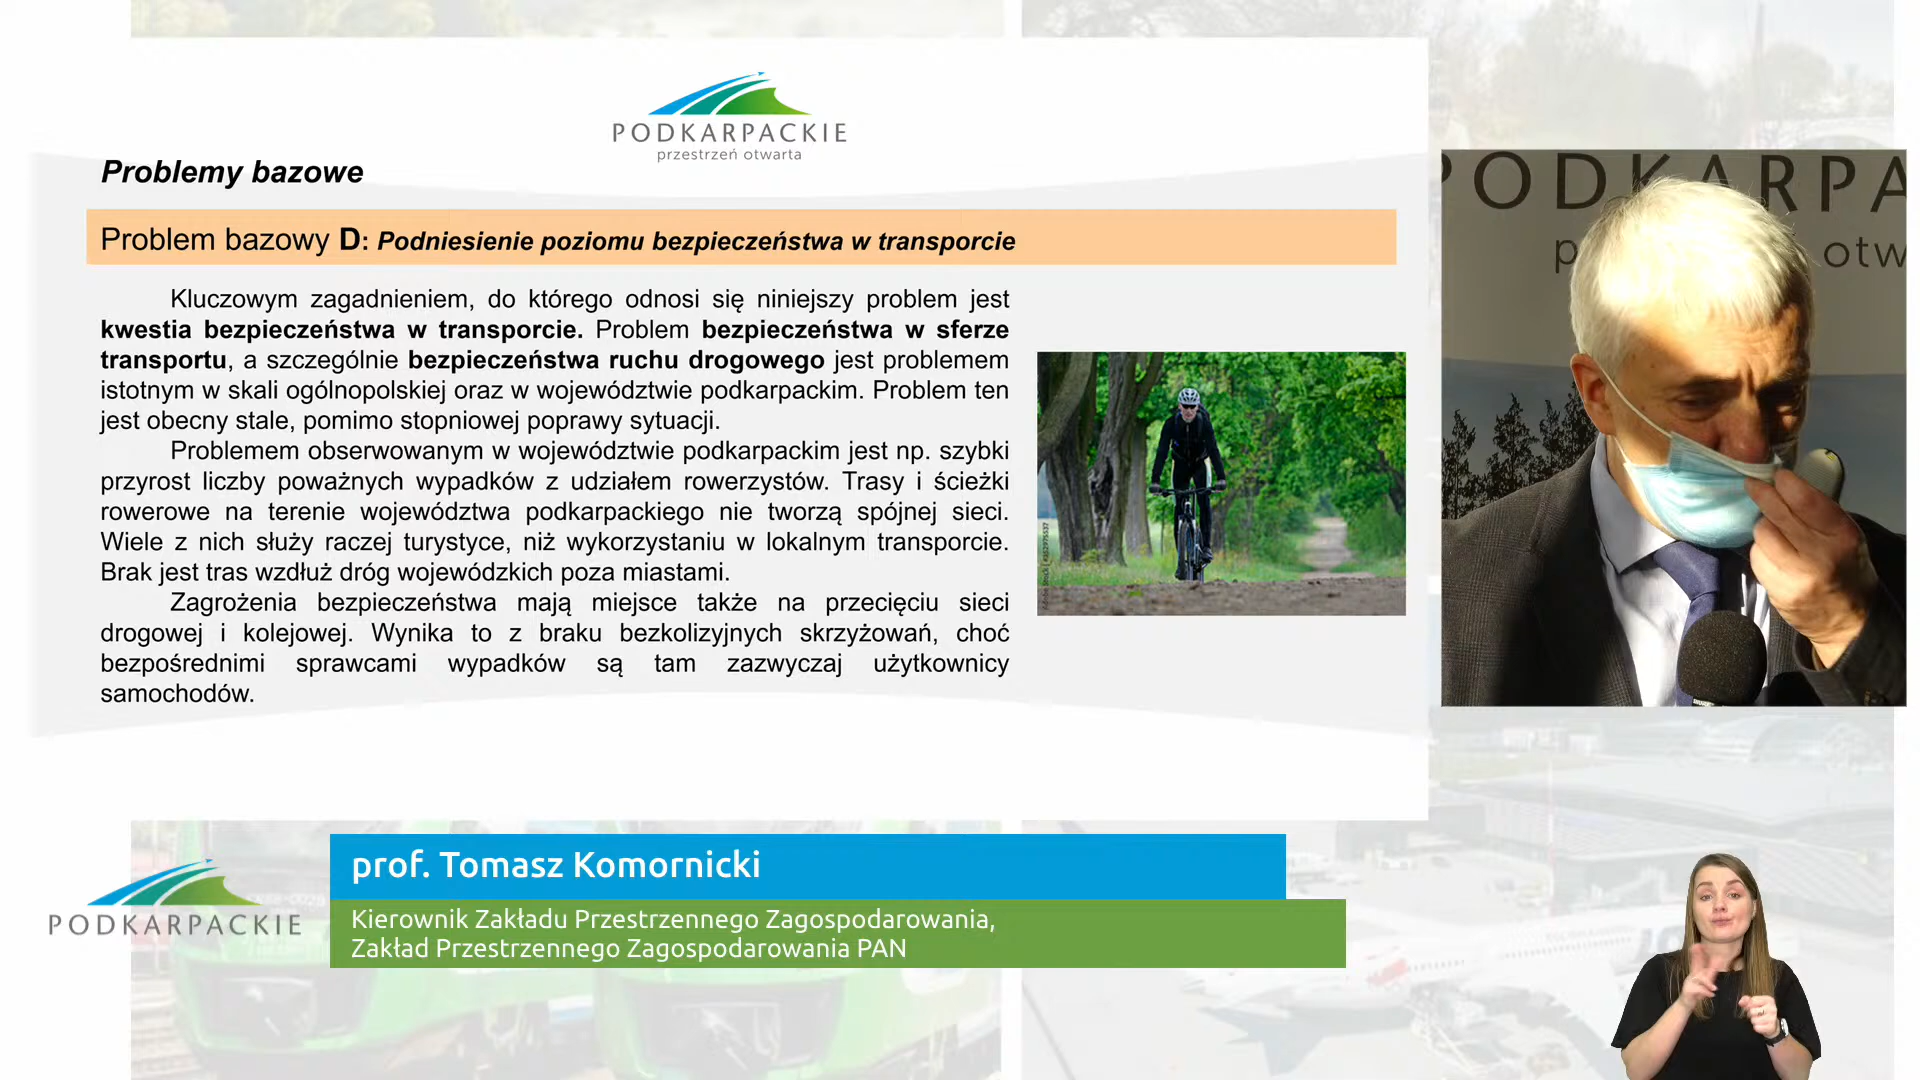 PODKARPACKIE
przestrzeń otwarta
Problemy bazowe
Problem bazowy D: Podniesienie poziomu bezpieczeństwa w transporcie
Kluczowym zagadnieniem, do którego odnosi się niniejszy problem jest
kwestia bezpieczeństwa w transporcie. Problem bezpieczeństwa w sferze
transportu, a szczególnie bezpieczeństwa ruchu drogowego jest problemem
istotnym w skali ogólnopolskiej oraz w województwie podkarpackim. Problem ten
jest obecny stale, pomimo stopniowej poprawy sytuacji.
Problemem obserwowanym w województwie podkarpackim jest np. szybki
przyrost liczby poważnych wypadków z udziałem rowerzystów. Trasy i ścieżki
rowerowe na terenie województwa podkarpackiego nie tworzą spójnej sieci.
Wiele z nich służy raczej turystyce, niż wykorzystaniu w lokalnym transporcie.
Brak jest tras wzdłuż dróg wojewódzkich poza miastami.
Zagrożenia bezpieczeństwa mają miejsce także na przecięciu sieci
drogowej i kolejowej. Wynika to z braku bezkolizyjnych skrzyżowań, choć
bezpośrednimi sprawcami wypadków są tam zazwyczaj użytkownicy
samochodów.
PODKARPA
p otw
prof. Tomasz Komornicki
Kierownik Zakładu Przestrzennego Zagospodarowania,
Zakład Przestrzennego Zagospodarowania PAN
PODKARPACKIE